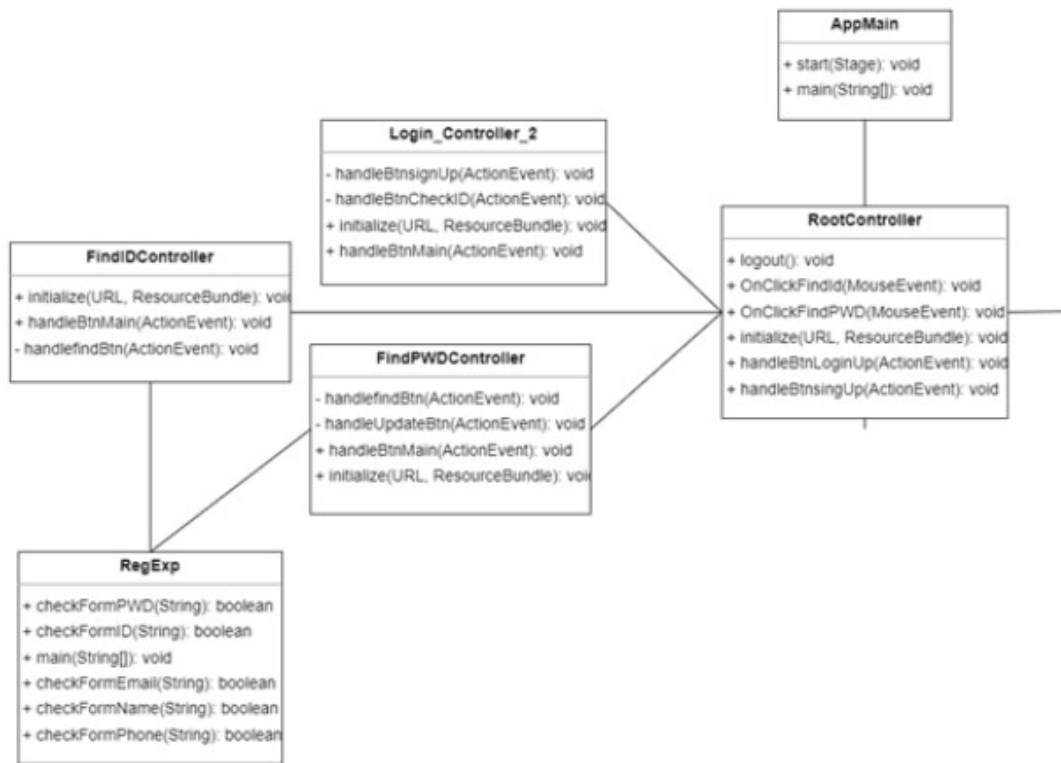 AppMain
+ start(Stage): void
+ main(String[]): void
Login_Controller_2
- handleBtnsignUp(ActionEvent): void
- handleBtnCheckID(ActionEvent): void
+ initialize(URL, ResourceBundle): void
+ handleBtnMain(ActionEvent): void
RootController
+ logout(): void
+ OnClickFindId(MouseEvent): void
+ OnClickFindPWD(MouseEvent): void
+ initialize(URL, ResourceBundle): void
+ handleBtnLoginUp(ActionEvent): void
+ handleBtnsingUp(ActionEvent): void
FindIDController
+ initialize(URL, ResourceBundle): void
+ handleBtnMain(ActionEvent): void
- handlefindBtn(ActionEvent): void
FindPWDController
- handlefindBtn(ActionEvent): void
- handleUpdateBtn(ActionEvent): void
+ handleBtnMain(ActionEvent): void
+ initialize(URL, ResourceBundle): void
RegExp
+ checkFormPWD(String): boolean
+ checkFormID(String): boolean
+ main(String[]): void
+ checkFormEmail(String): boolean
+ checkFormName(String): boolean
+ checkFormPhone(String): boolean